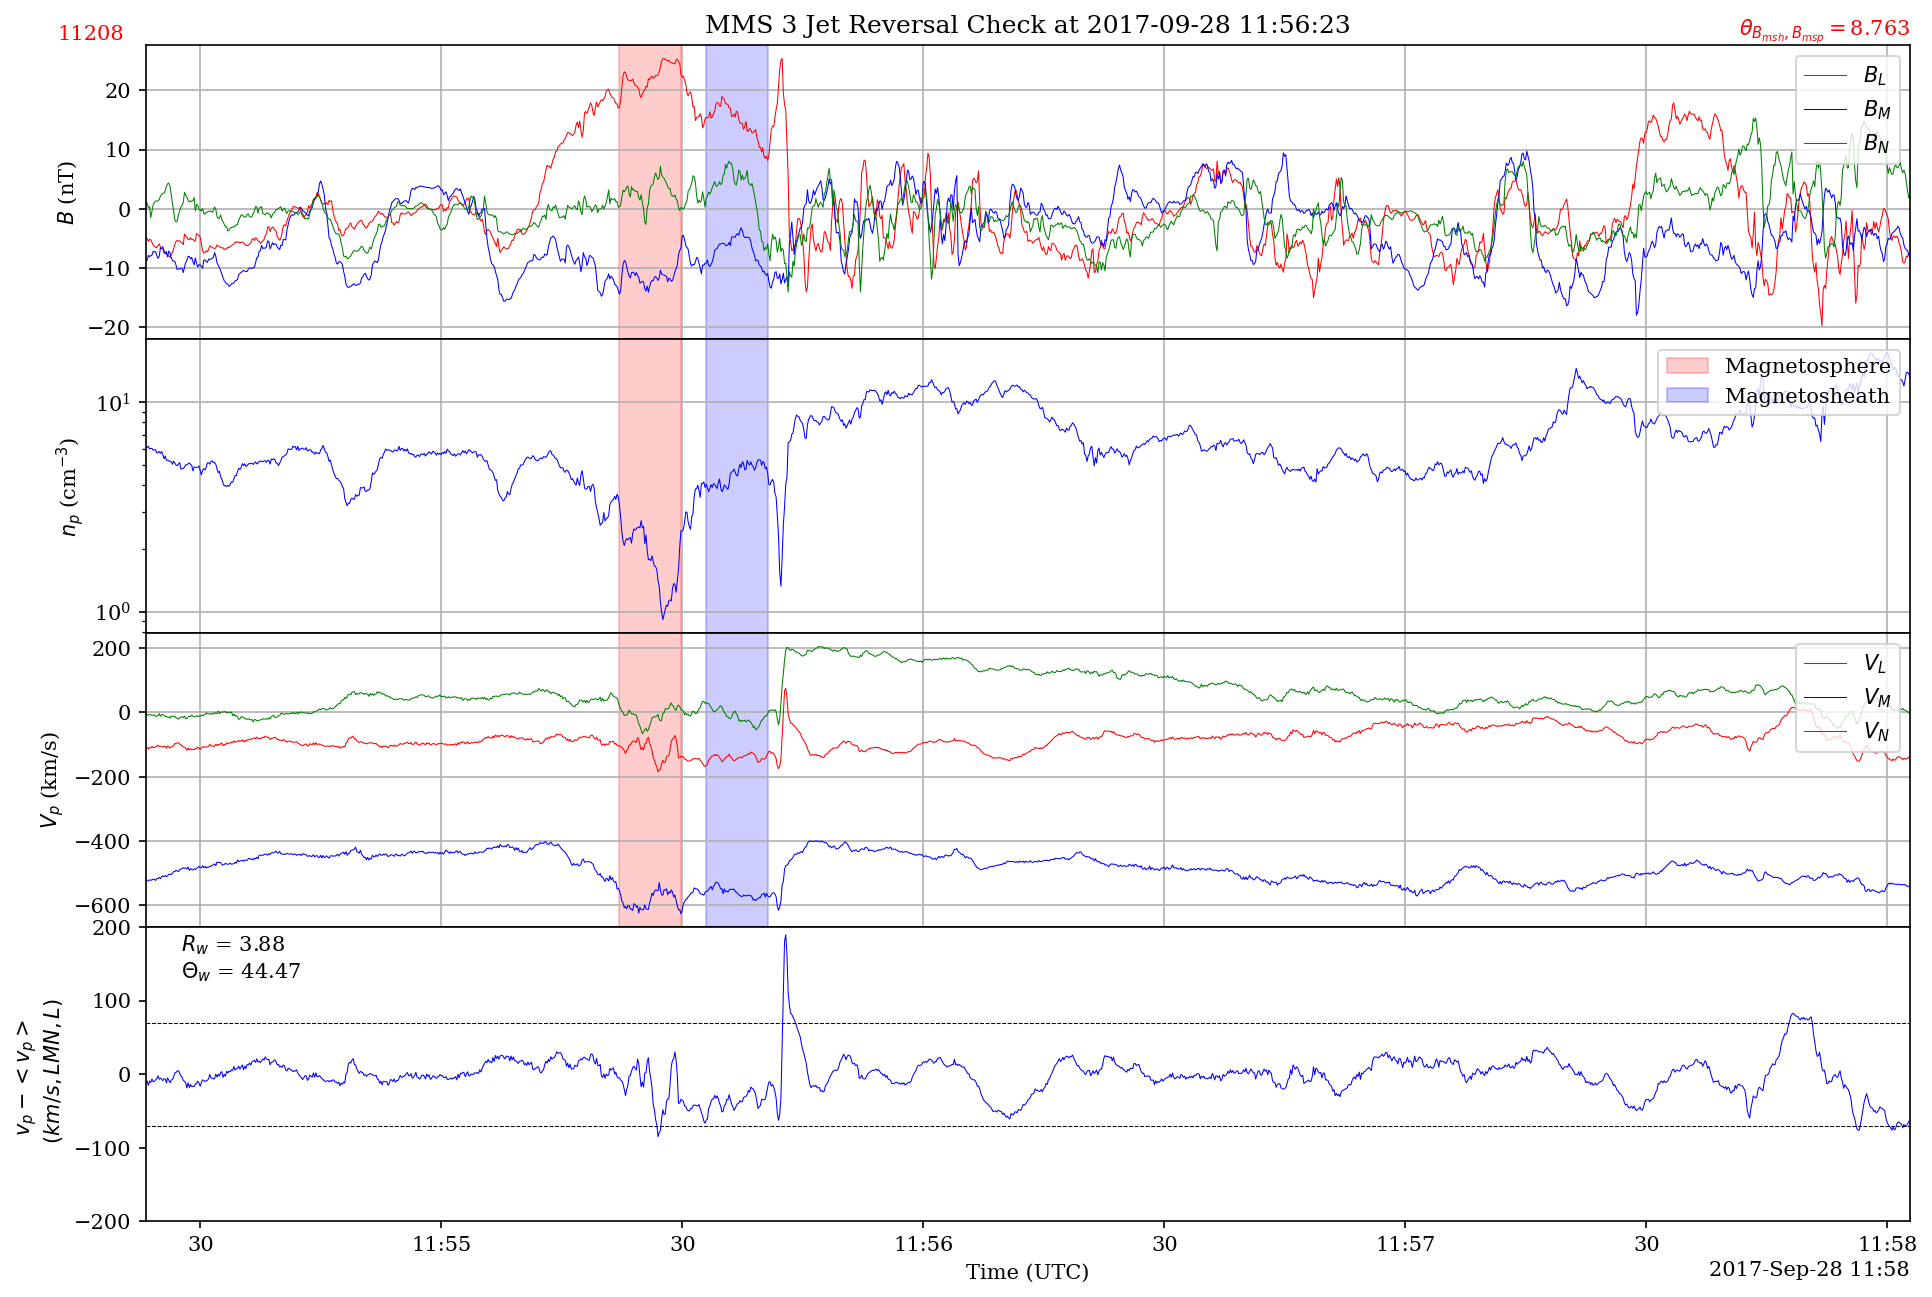 11208
MMS 3 Jet Reversal Check at 2017-09-28 11:56:23
θ_{B_{msh}, B_{msp}} = 8.763
20
10
0
−10
−20
B (nT)
B_L
B_M
B_N
10^1
10^0
n_p (cm^{−3})
Magnetosphere
Magnetosheath
200
0
−200
−400
−600
V_p (km/s)
V_L
V_M
V_N
200
100
0
−100
−200
v_p − < v_p >
(km/s, LMN, L)
R_w = 3.88
Θ_w = 44.47
30 11:55 30 11:56 30 11:57 30 11:58
Time (UTC)
2017-Sep-28 11:58